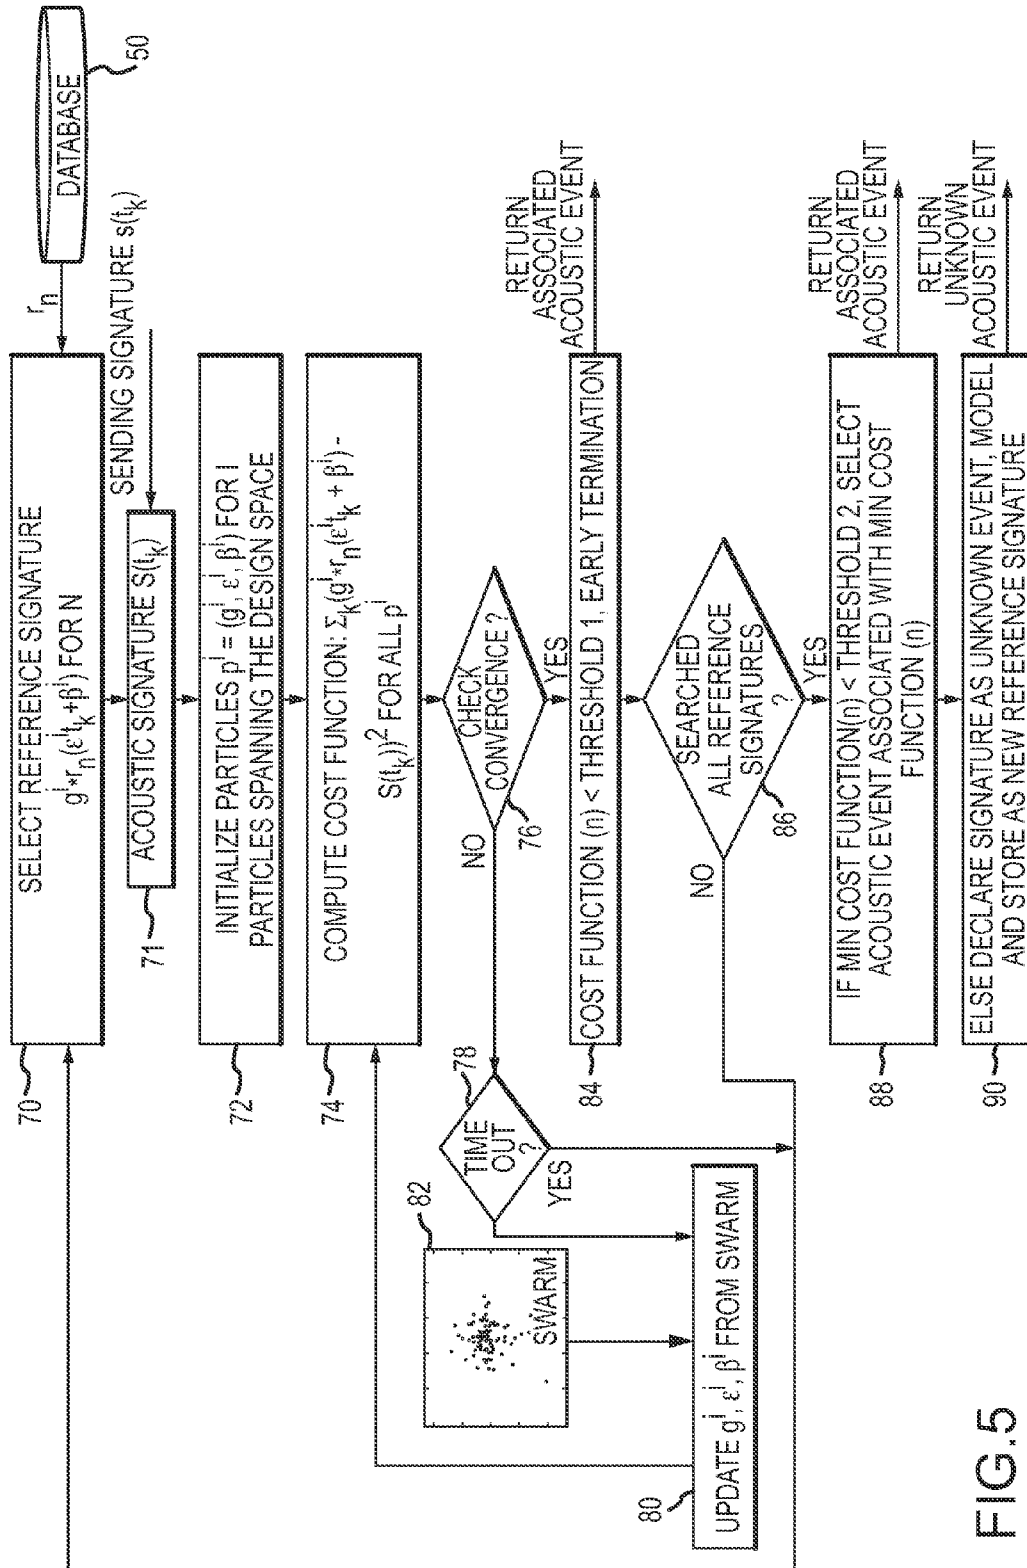 DATABASE
50
r_n
SELECT REFERENCE SIGNATURE
g^i*r_n(ε^i t_k+β^i) FOR N
70
SENDING SIGNATURE s(t_k)
ACOUSTIC SIGNATURE S(t_k)
71
INITIALIZE PARTICLES p^i = (g^i, ε^i, β^i) FOR I
PARTICLES SPANNING THE DESIGN SPACE
72
COMPUTE COST FUNCTION: Σ_k(g^i*r_n(ε^i t_k + β^i) -
S(t_k))^2 FOR ALL p^i
74
CHECK
CONVERGENCE ?
76
NO
YES
TIME
OUT
?
78
YES
SWARM
82
UPDATE g^i, ε^i, β^i FROM SWARM
80
COST FUNCTION (n) < THRESHOLD 1, EARLY TERMINATION
84
RETURN
ASSOCIATED
ACOUSTIC EVENT
SEARCHED
ALL REFERENCE
SIGNATURES
?
86
NO
YES
IF MIN COST FUNCTION(n) < THRESHOLD 2, SELECT
ACOUSTIC EVENT ASSOCIATED WITH MIN COST
FUNCTION (n)
88
RETURN
ASSOCIATED
ACOUSTIC EVENT
ELSE DECLARE SIGNATURE AS UNKNOWN EVENT, MODEL
AND STORE AS NEW REFERENCE SIGNATURE
90
RETURN
UNKNOWN
ACOUSTIC EVENT
FIG.5